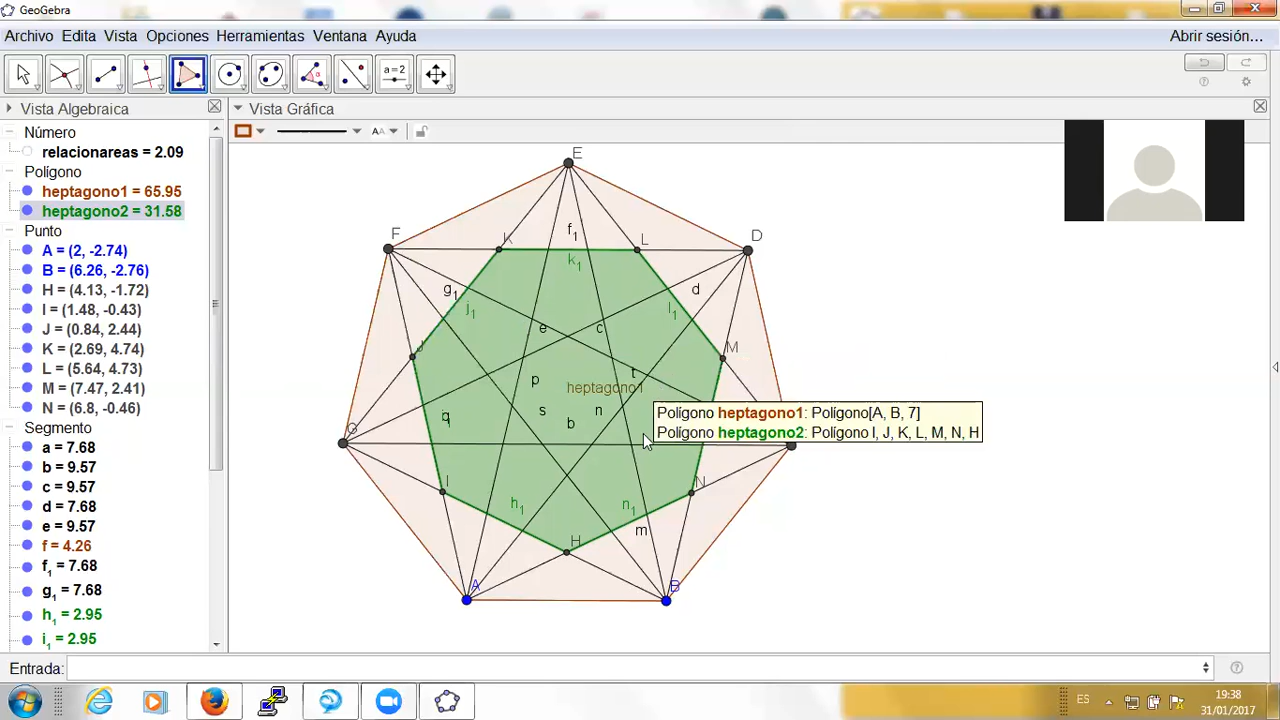 GeoGebra
Archivo Edita Vista Opciones Herramientas Ventana Ayuda
Abrir sesión...
a=2
Vista Algebraica
Vista Gráfica
AA
Número
relacionareas = 2.09
Polígono
heptagono1 = 65.95
heptagono2 = 31.58
Punto
A = (2, -2.74)
B = (6.26, -2.76)
H = (4.13, -1.72)
I = (1.48, -0.43)
J = (0.84, 2.44)
K = (2.69, 4.74)
L = (5.64, 4.73)
M = (7.47, 2.41)
N = (6.8, -0.46)
Segmento
a = 7.68
b = 9.57
c = 9.57
d = 7.68
e = 9.57
f = 4.26
f₁ = 7.68
g₁ = 7.68
h₁ = 2.95
i₁ = 2.95
E
F
K
f₁
L
D
k₁
g₁
j₁
d
l₁
e
c
J
M
t
p
heptagono1
q
s
n
b
G
Polígono heptagono1: Polígono[A, B, 7]
Polígono heptagono2: Polígono I, J, K, L, M, N, H
I
N
h₁
n₁
m
H
A
B
Entrada:
ES
19:38
31/01/2017